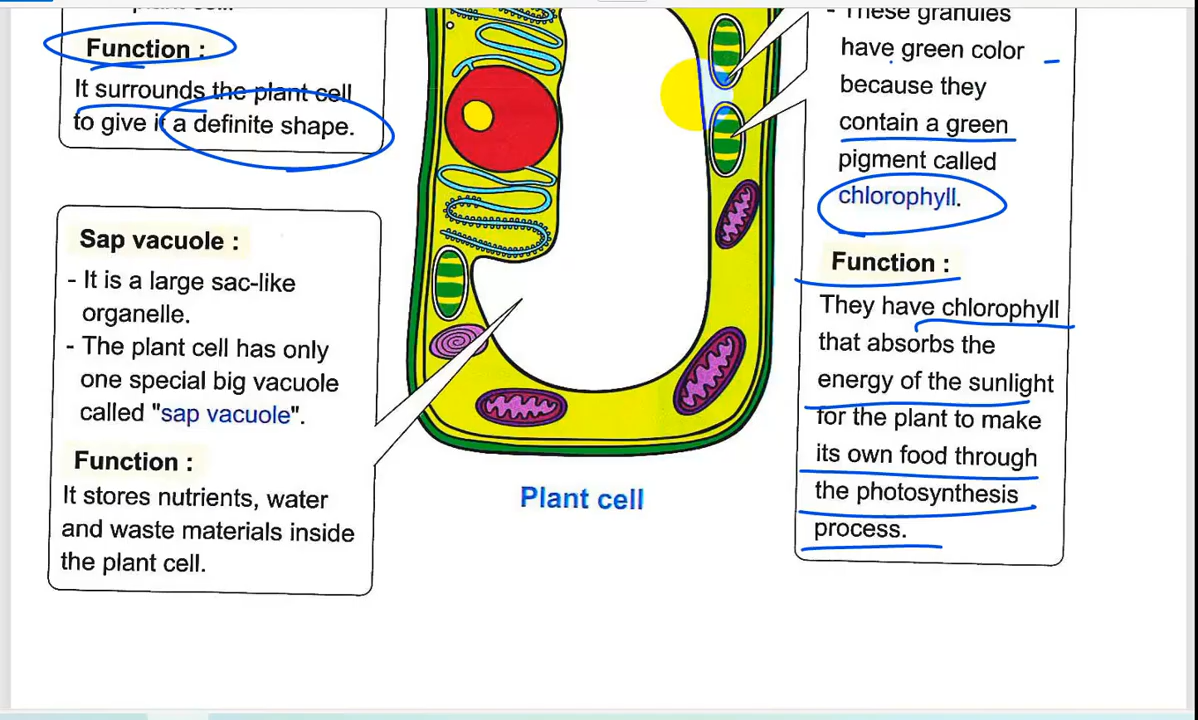 Function :
It surrounds the plant cell
to give it a definite shape.
Sap vacuole :
- It is a large sac-like
organelle.
- The plant cell has only
one special big vacuole
called "sap vacuole".
Function :
It stores nutrients, water
and waste materials inside
the plant cell.
Plant cell
- These granules
have green color
because they
contain a green
pigment called
chlorophyll.
Function :
They have chlorophyll
that absorbs the
energy of the sunlight
for the plant to make
its own food through
the photosynthesis
process.